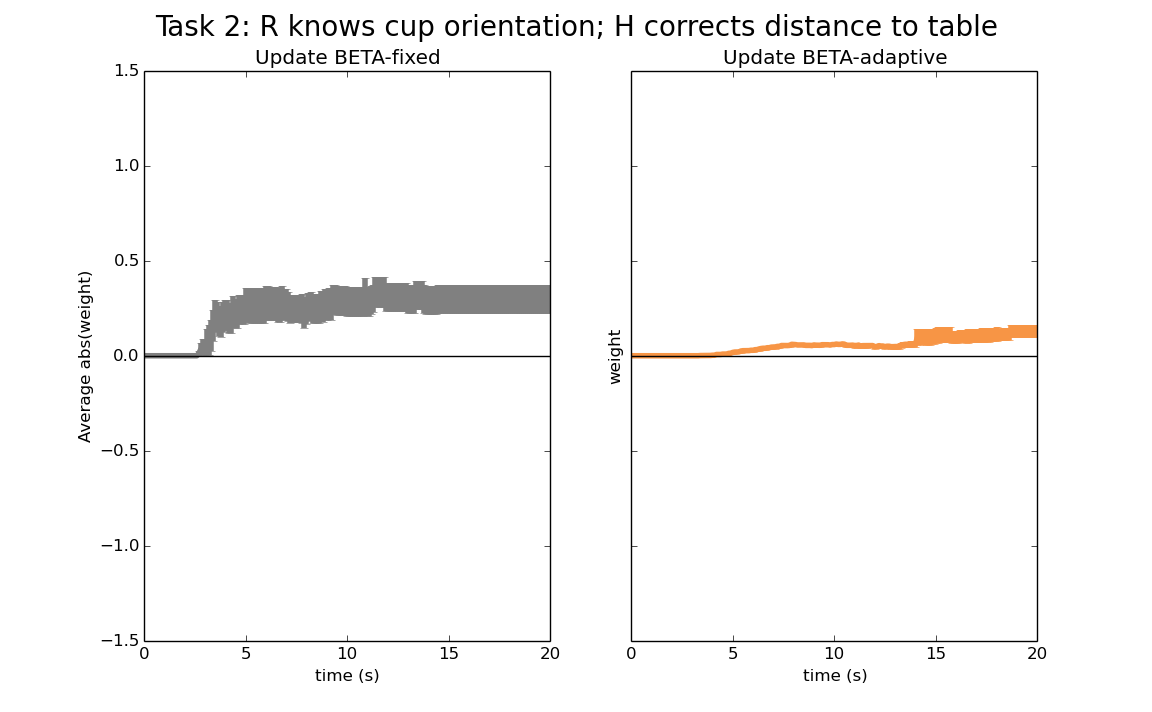 Task 2: R knows cup orientation; H corrects distance to table
Update BETA-fixed
Update BETA-adaptive
1.5
1.0
0.5
0.0
−0.5
−1.0
−1.5
Average abs(weight)
weight
0 5 10 15 20
0 5 10 15 20
time (s)
time (s)